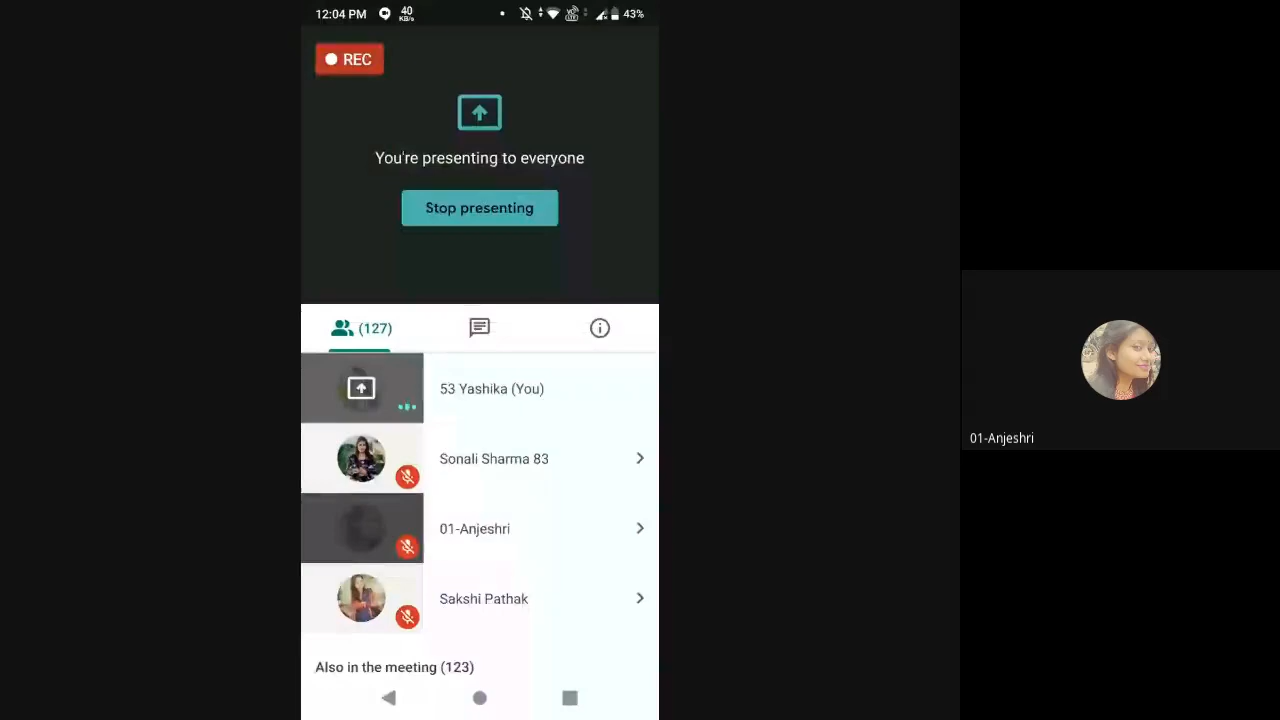 12:04 PM 40 KB/s 43%
REC
You're presenting to everyone
Stop presenting
(127)
53 Yashika (You)
Sonali Sharma 83
01-Anjeshri
Sakshi Pathak
Also in the meeting (123)
01-Anjeshri